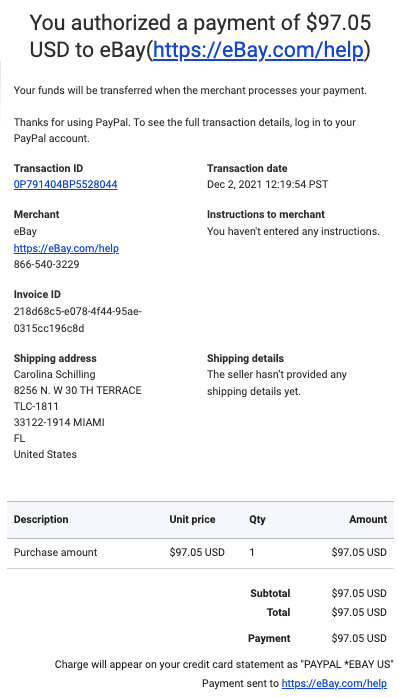 You authorized a payment of $97.05
USD to eBay(https://eBay.com/help)
Your funds will be transferred when the merchant processes your payment.
Thanks for using PayPal. To see the full transaction details, log in to your
PayPal account.
Transaction ID
0P791404BP5528044
Transaction date
Dec 2, 2021 12:19:54 PST
Merchant
eBay
https://eBay.com/help
866-540-3229
Instructions to merchant
You haven't entered any instructions.
Invoice ID
218d68c5-e078-4f44-95ae-
0315cc196c8d
Shipping address
Carolina Schilling
8256 N. W 30 TH TERRACE
TLC-1811
33122-1914 MIAMI
FL
United States
Shipping details
The seller hasn't provided any
shipping details yet.
Description Unit price Qty Amount
Purchase amount $97.05 USD 1 $97.05 USD
Subtotal $97.05 USD
Total $97.05 USD
Payment $97.05 USD
Charge will appear on your credit card statement as "PAYPAL *EBAY US"
Payment sent to https://eBay.com/help